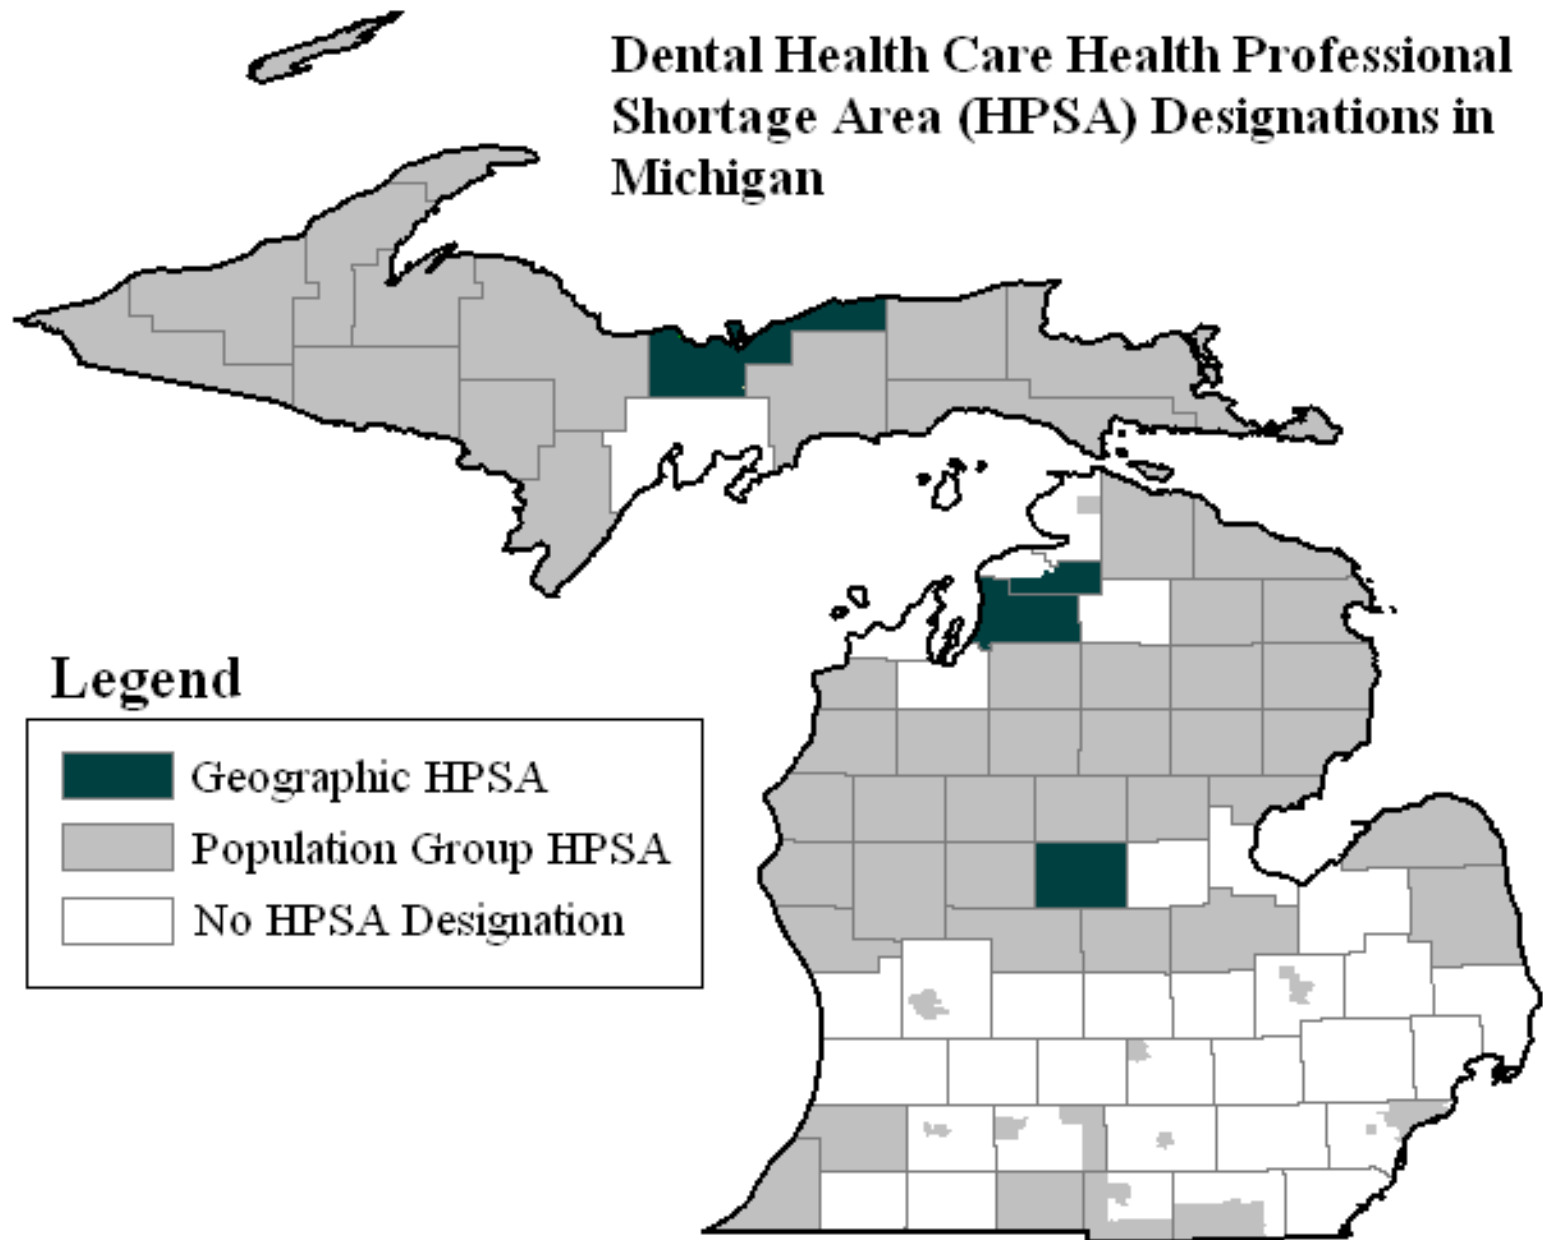 Dental Health Care Health Professional
Shortage Area (HPSA) Designations in
Michigan
Legend
Geographic HPSA
Population Group HPSA
No HPSA Designation